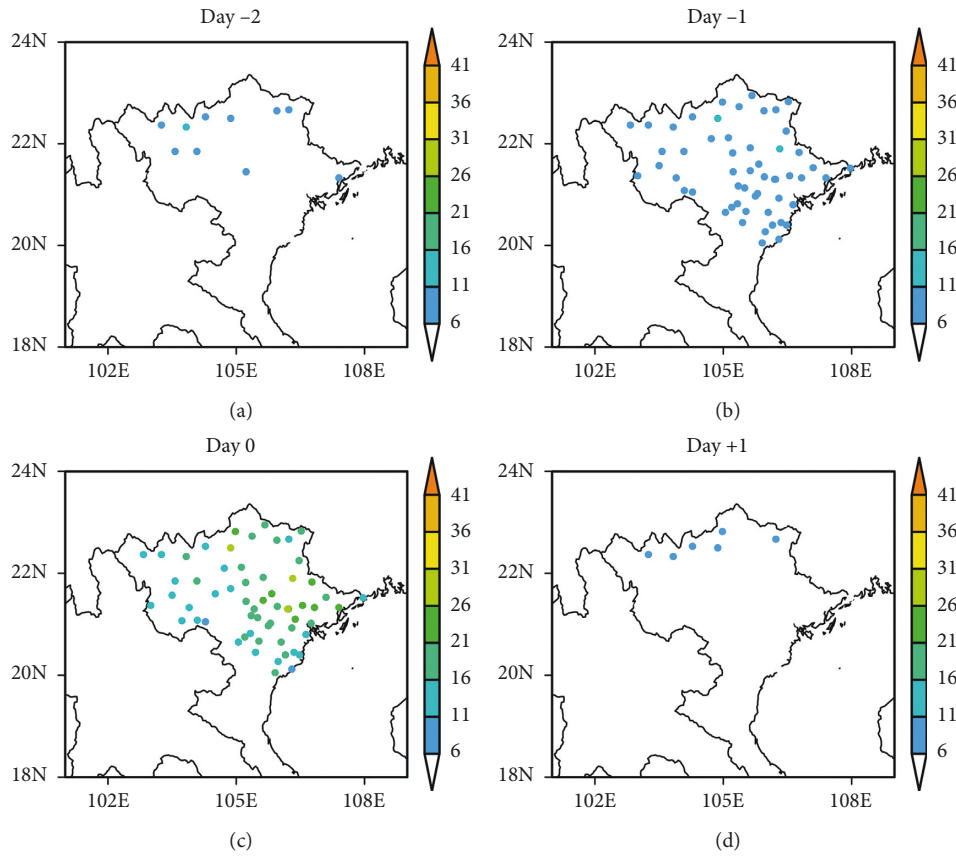 Day –2
24N
22N
20N
18N
102E
105E
108E
41
36
31
26
21
16
11
6
(a)
Day –1
24N
22N
20N
18N
102E
105E
108E
41
36
31
26
21
16
11
6
(b)
Day 0
24N
22N
20N
18N
102E
105E
108E
41
36
31
26
21
16
11
6
(c)
Day +1
24N
22N
20N
18N
102E
105E
108E
41
36
31
26
21
16
11
6
(d)